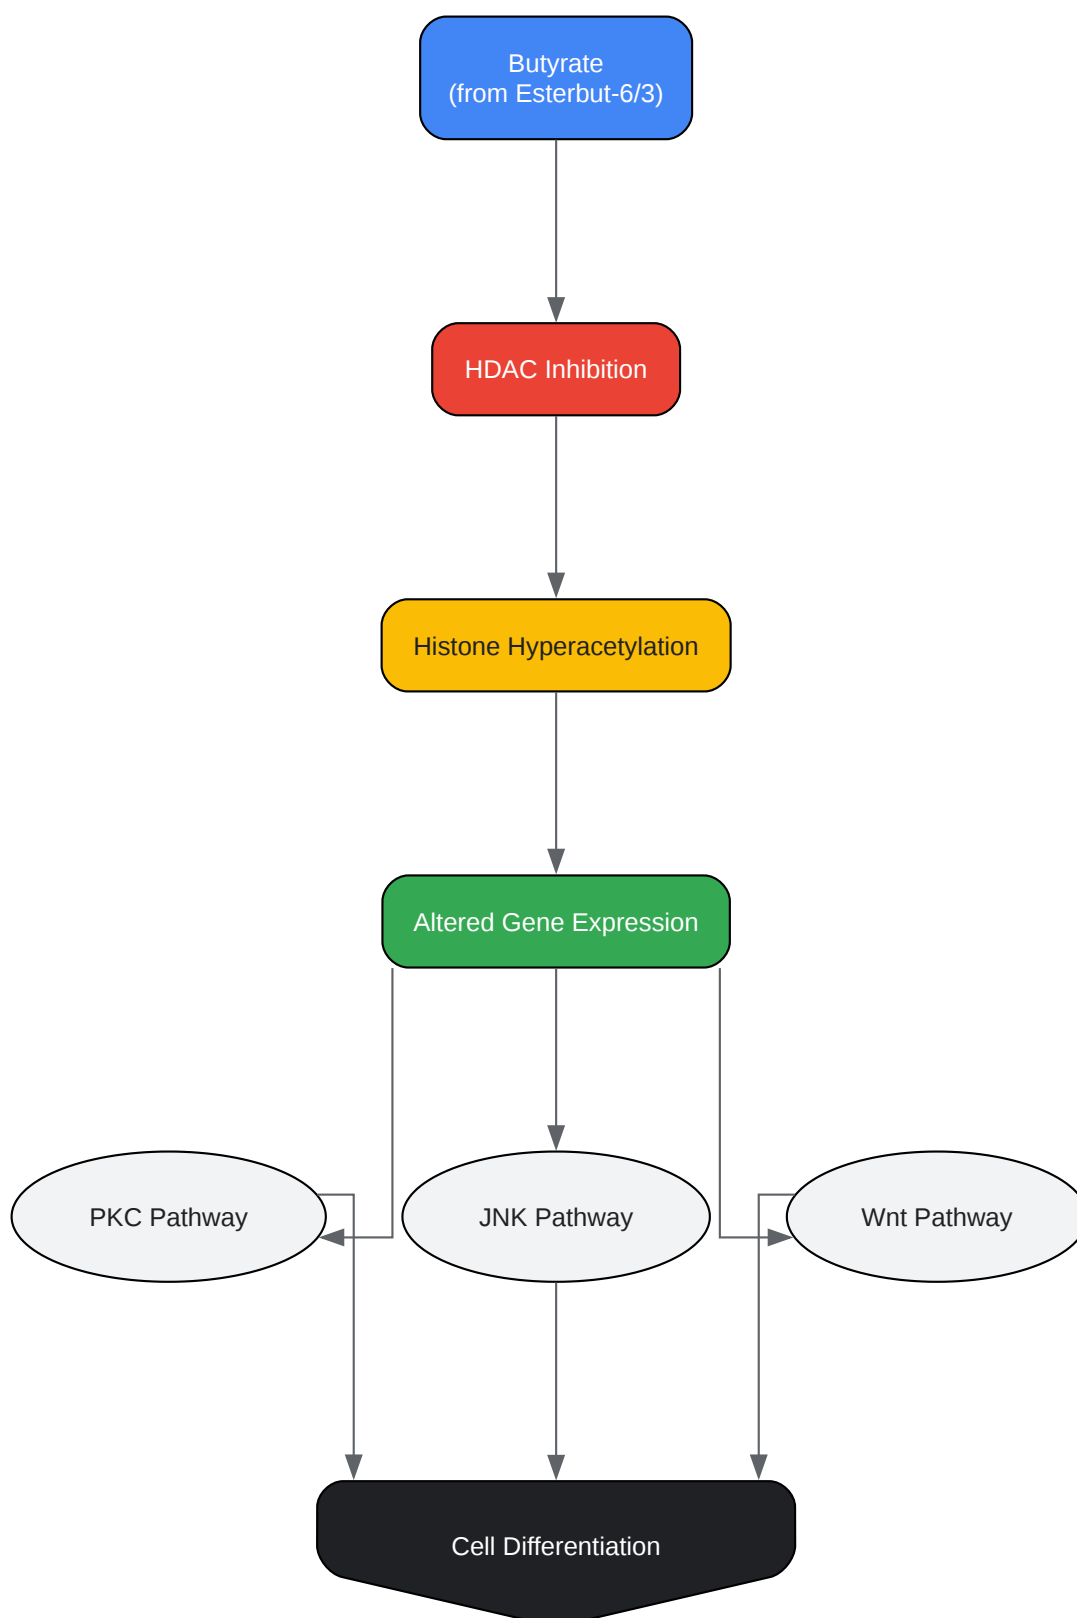 Butyrate
(from Esterbut-6/3)
HDAC Inhibition
Histone Hyperacetylation
Altered Gene Expression
PKC Pathway
JNK Pathway
Wnt Pathway
Cell Differentiation